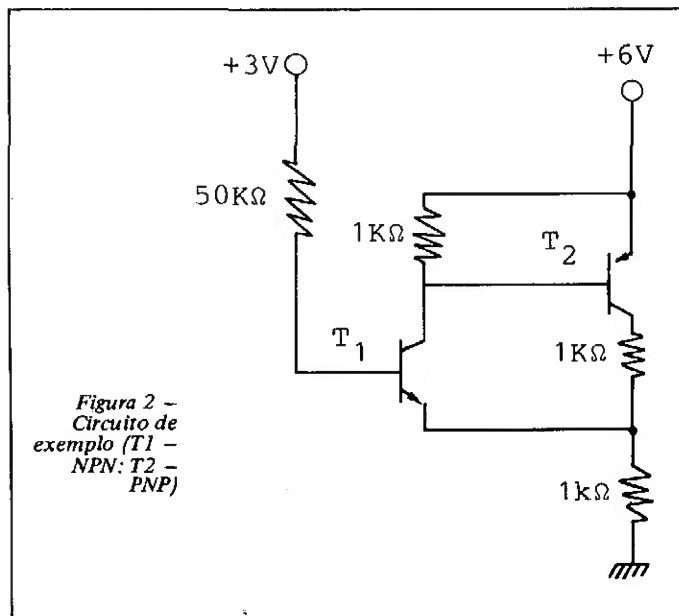 +3V
+6V
50KΩ
1KΩ
T2
T1
1KΩ
Figura 2 –
Circuito de
exemplo (T1 –
NPN: T2 –
PNP)
1kΩ